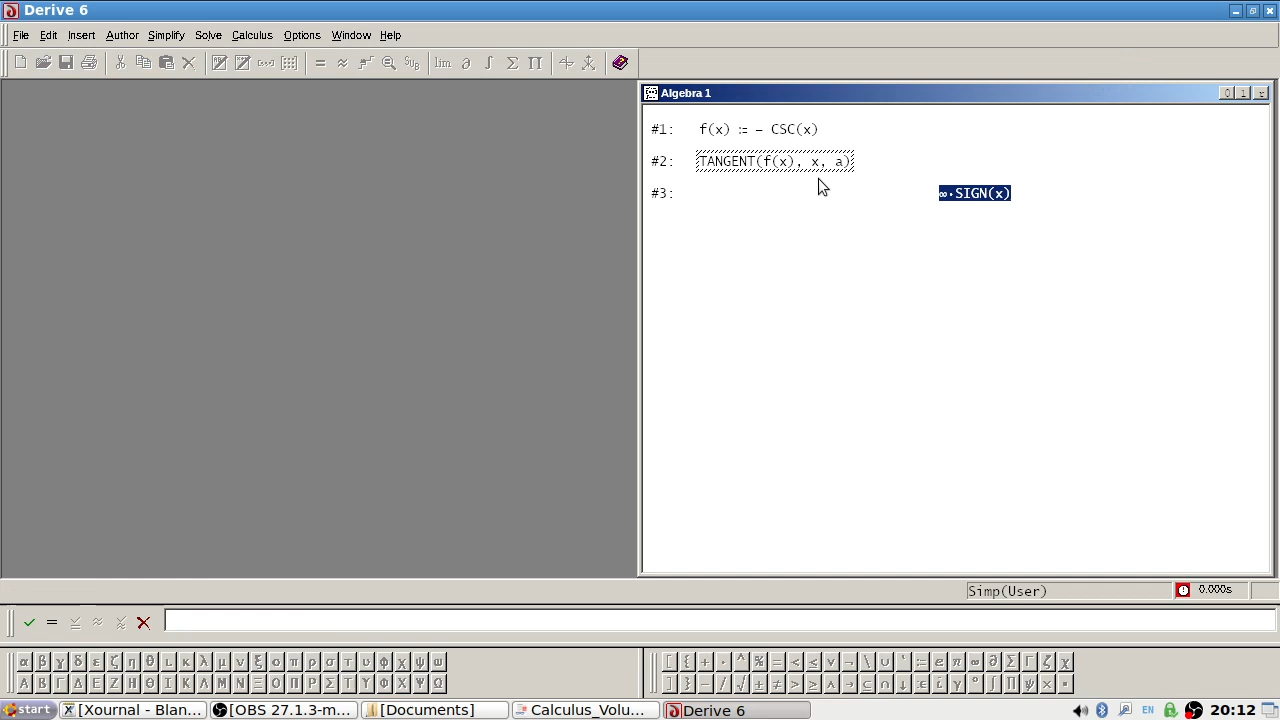 Derive 6
File Edit Insert Author Simplify Solve Calculus Options Window Help
= ≈ SUB lim ∂ ∫ ∑ ∏
Algebra 1
#1: f(x) := - CSC(x)
#2: TANGENT(f(x), x, a)
#3: ∞·SIGN(x)
Simp(User) 0.000s
α β γ δ ε ζ η θ ι κ λ μ ν ξ ο π ρ σ τ υ φ χ ψ ω
Α Β Γ Δ Ε Ζ Η Θ Ι Κ Λ Μ Ν Ξ Ο Π Ρ Σ Τ Υ Φ Χ Ψ Ω
start [Xournal - Blan... [OBS 27.1.3-m... [Documents] Calculus_Volu... Derive 6 EN 20:12